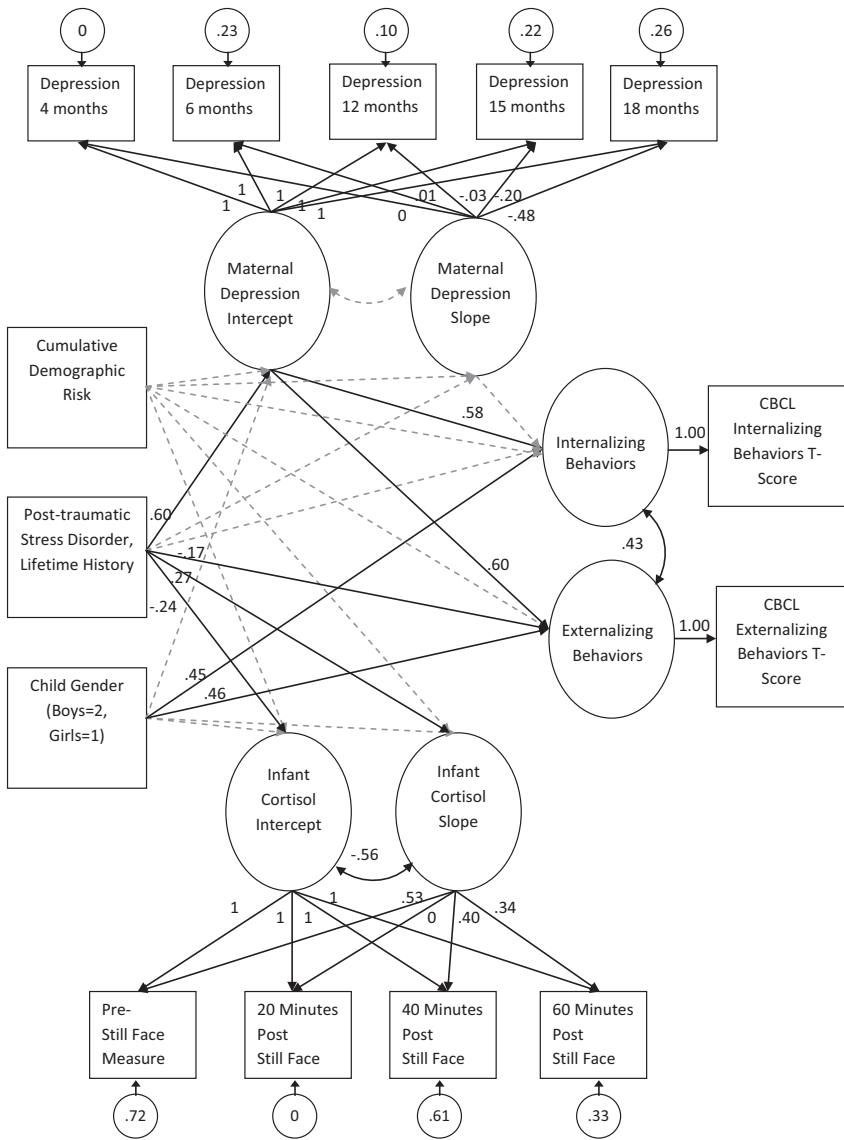 0
.23
.10
.22
.26
Depression
4 months
Depression
6 months
Depression
12 months
Depression
15 months
Depression
18 months
1
1
1
1
1
0
.01
-.03
-.20
-.48
Maternal
Depression
Intercept
Maternal
Depression
Slope
Cumulative
Demographic
Risk
.58
Internalizing
Behaviors
1.00
CBCL
Internalizing
Behaviors T-
Score
Post-traumatic
Stress Disorder,
Lifetime History
.60
-.17
.27
-.24
.60
.43
Externalizing
Behaviors
1.00
CBCL
Externalizing
Behaviors T-
Score
Child Gender
(Boys=2,
Girls=1)
.45
.46
Infant
Cortisol
Intercept
Infant
Cortisol
Slope
-.56
1
1
1
1
.53
0
.40
.34
Pre-
Still Face
Measure
20 Minutes
Post
Still Face
40 Minutes
Post
Still Face
60 Minutes
Post
Still Face
.72
0
.61
.33